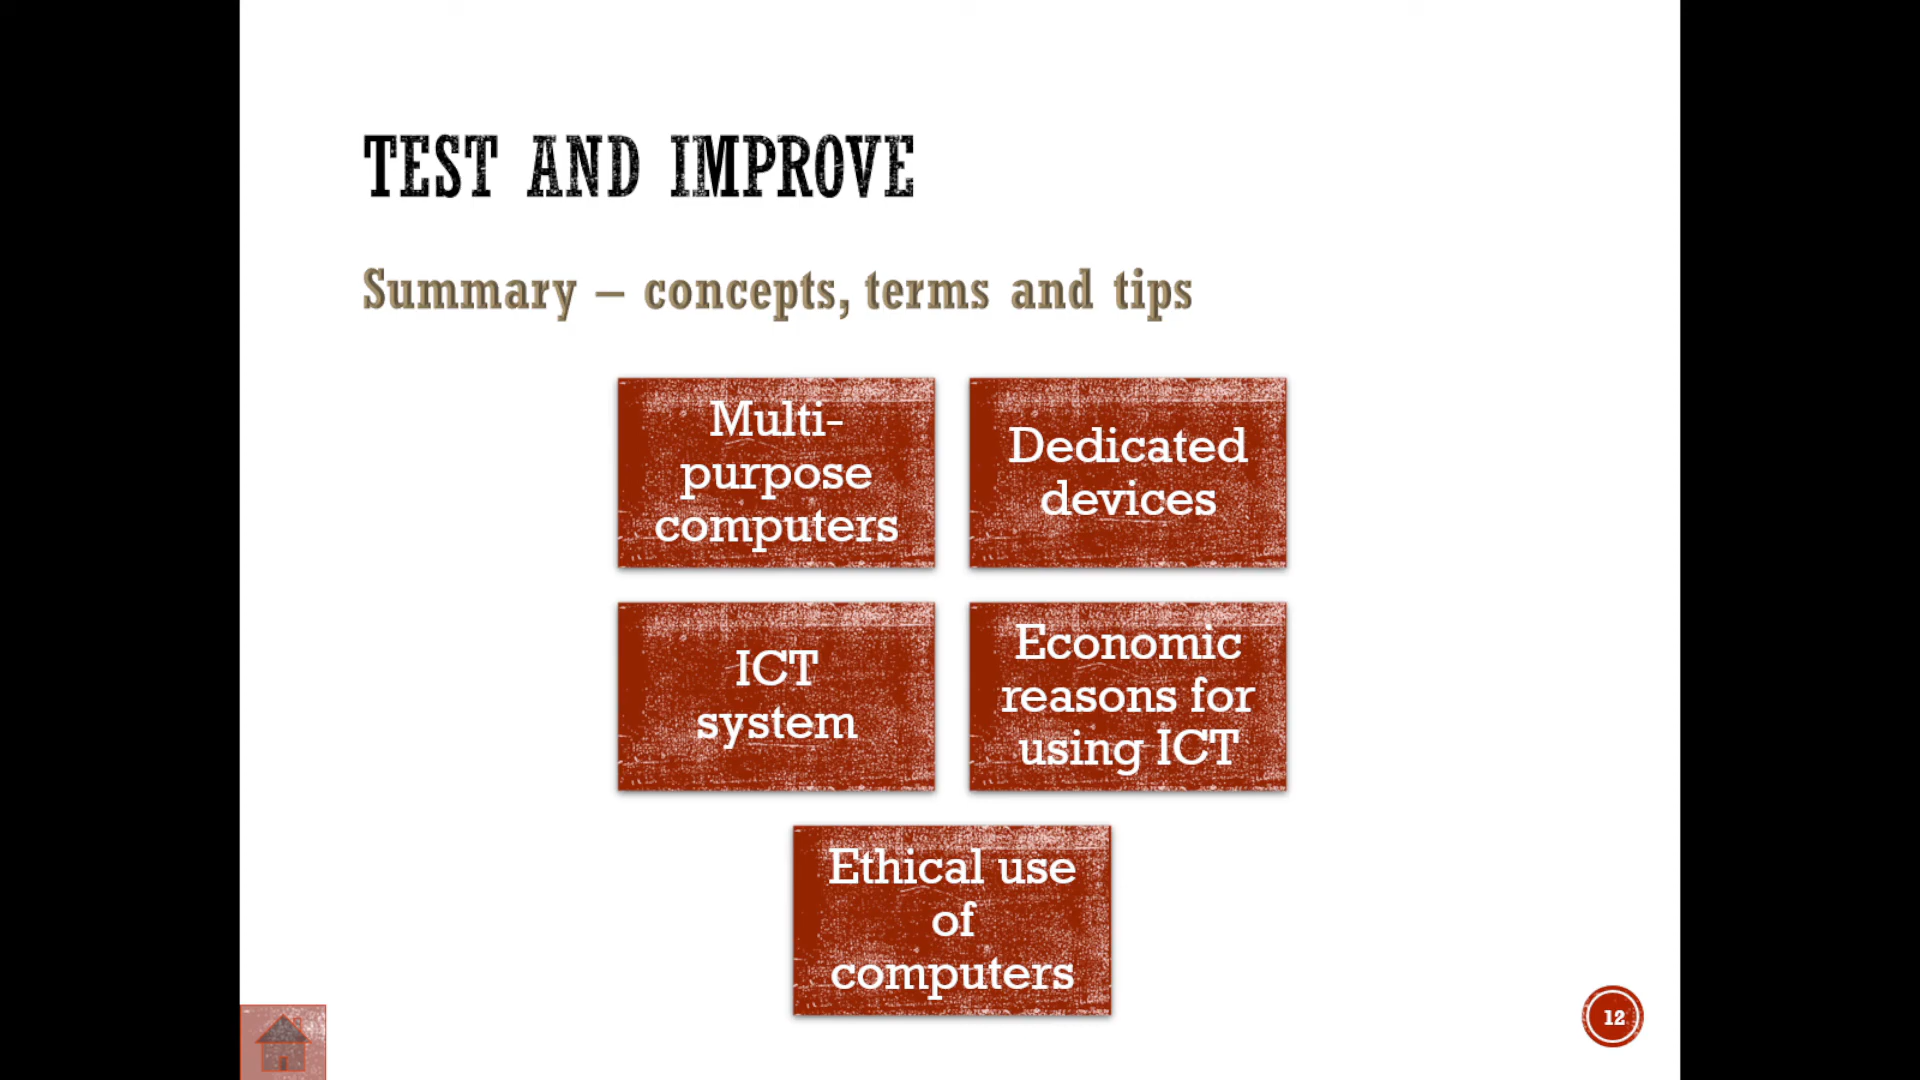 TEST AND IMPROVE
Summary – concepts, terms and tips
Multi-
purpose
computers
Dedicated
devices
ICT
system
Economic
reasons for
using ICT
Ethical use
of
computers
12